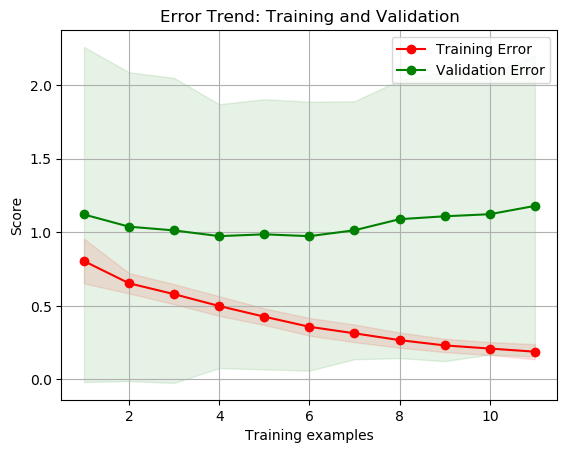 Error Trend: Training and Validation
Training Error
Validation Error
Score
2.0
1.5
1.0
0.5
0.0
2
4
6
8
10
Training examples